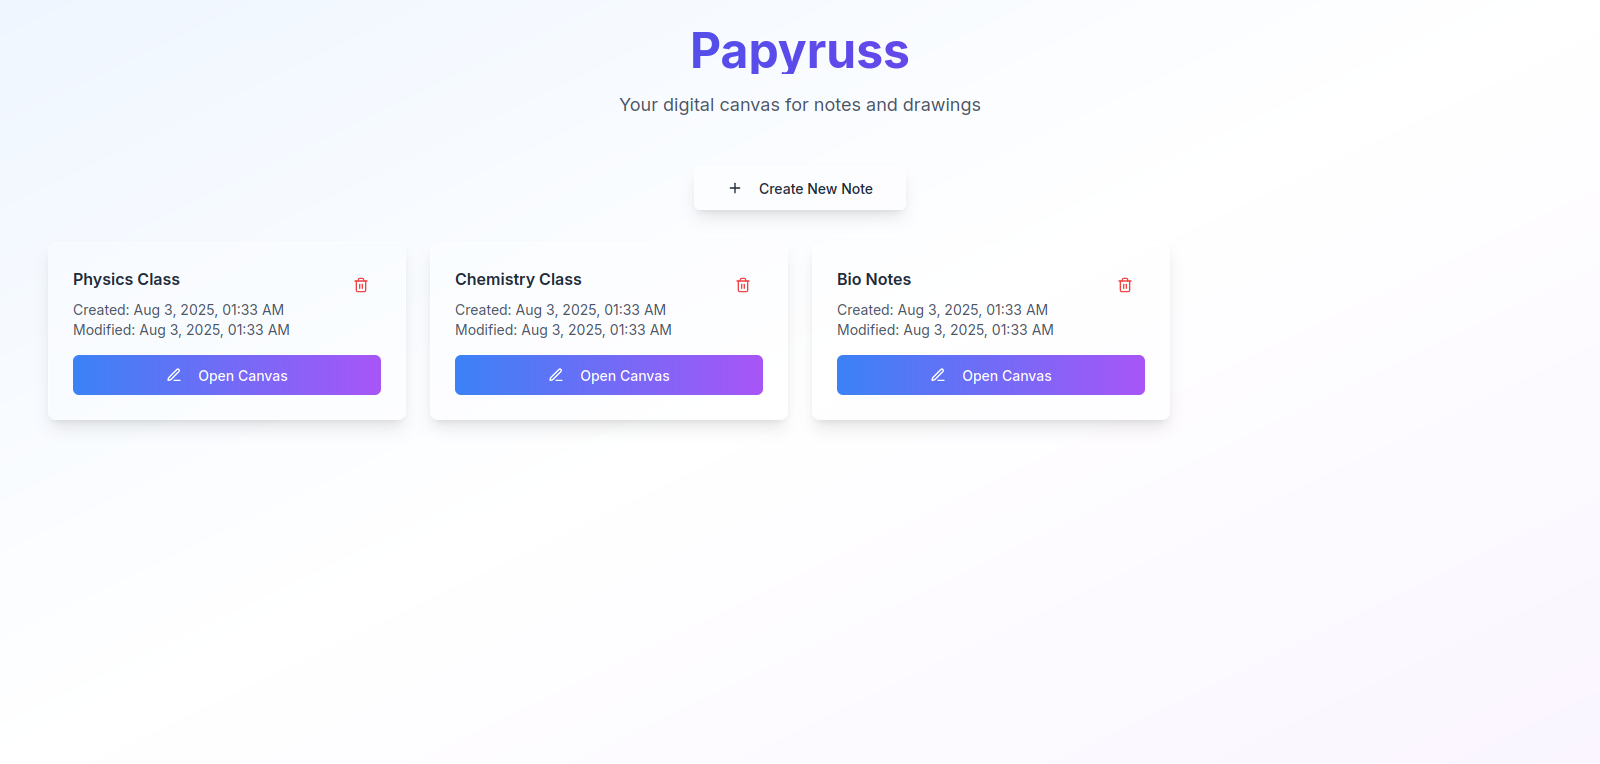 Papyruss
Your digital canvas for notes and drawings
Create New Note
Physics Class
Created: Aug 3, 2025, 01:33 AM
Modified: Aug 3, 2025, 01:33 AM
Open Canvas
Chemistry Class
Created: Aug 3, 2025, 01:33 AM
Modified: Aug 3, 2025, 01:33 AM
Open Canvas
Bio Notes
Created: Aug 3, 2025, 01:33 AM
Modified: Aug 3, 2025, 01:33 AM
Open Canvas